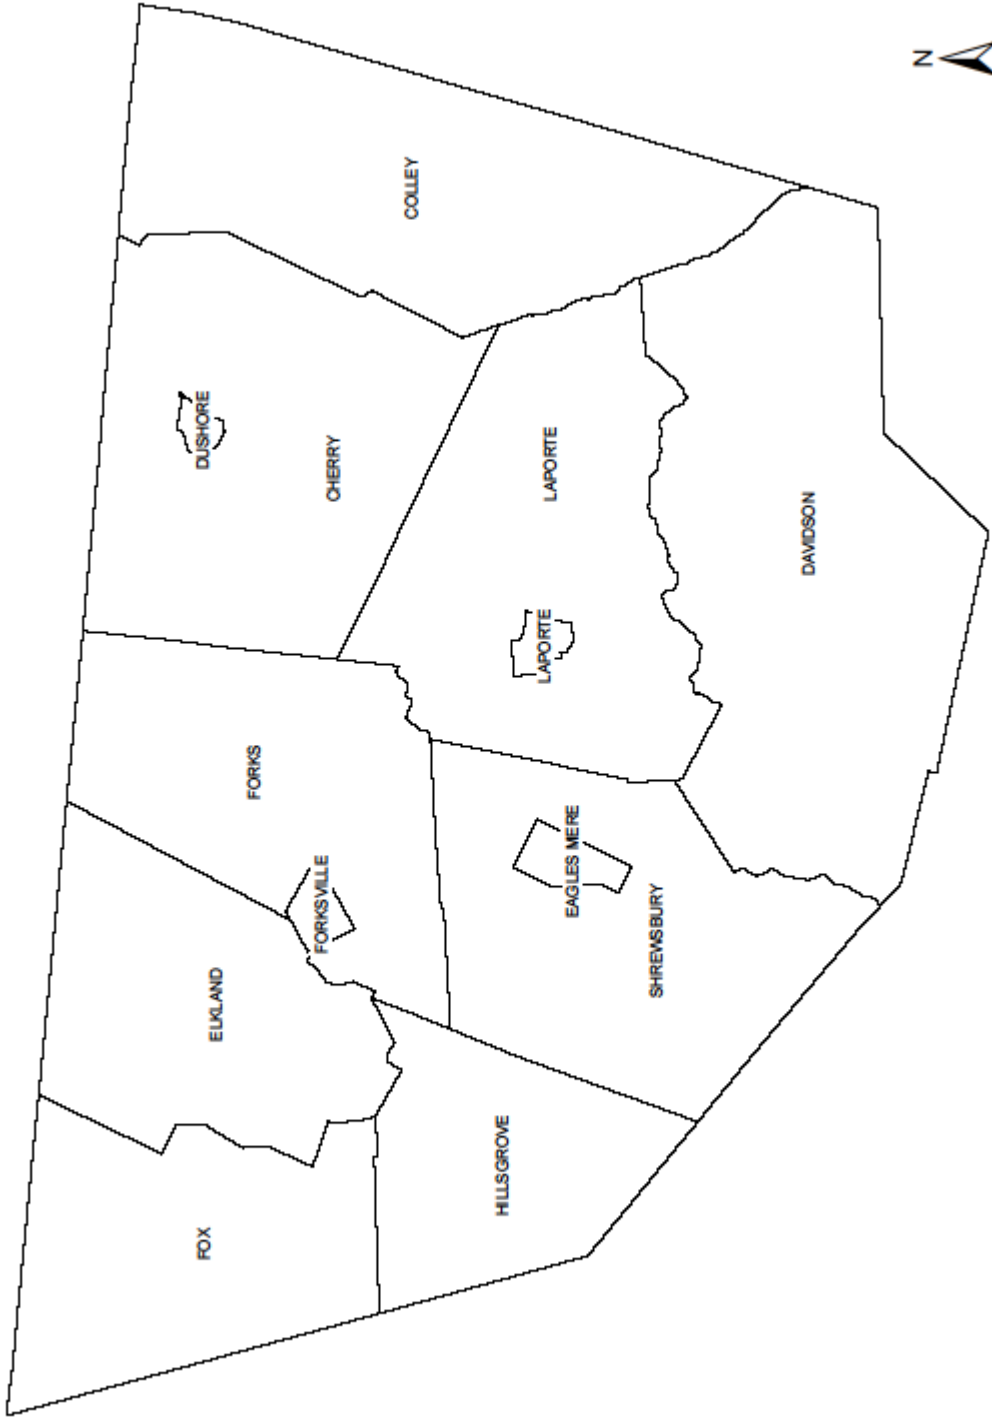 N
COLLEY
DUSHORE
CHERRY
LAPORTE
DAVIDSON
LAPORTE
FORKS
EAGLES MERE
FORKSVILLE
SHREWSBURY
ELKLAND
HILLSGROVE
FOX